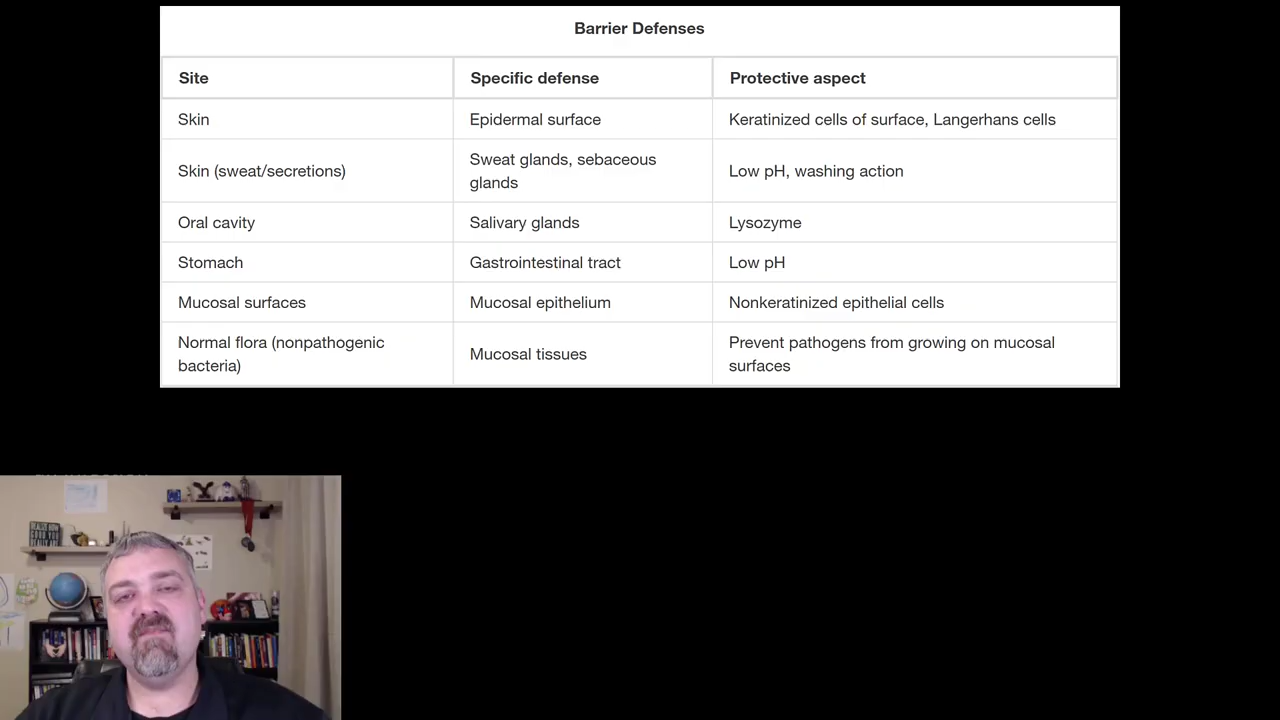 Barrier Defenses
Site Specific defense Protective aspect
Skin Epidermal surface Keratinized cells of surface, Langerhans cells
Skin (sweat/secretions) Sweat glands, sebaceous
glands Low pH, washing action
Oral cavity Salivary glands Lysozyme
Stomach Gastrointestinal tract Low pH
Mucosal surfaces Mucosal epithelium Nonkeratinized epithelial cells
Normal flora (nonpathogenic
bacteria) Mucosal tissues Prevent pathogens from growing on mucosal
surfaces